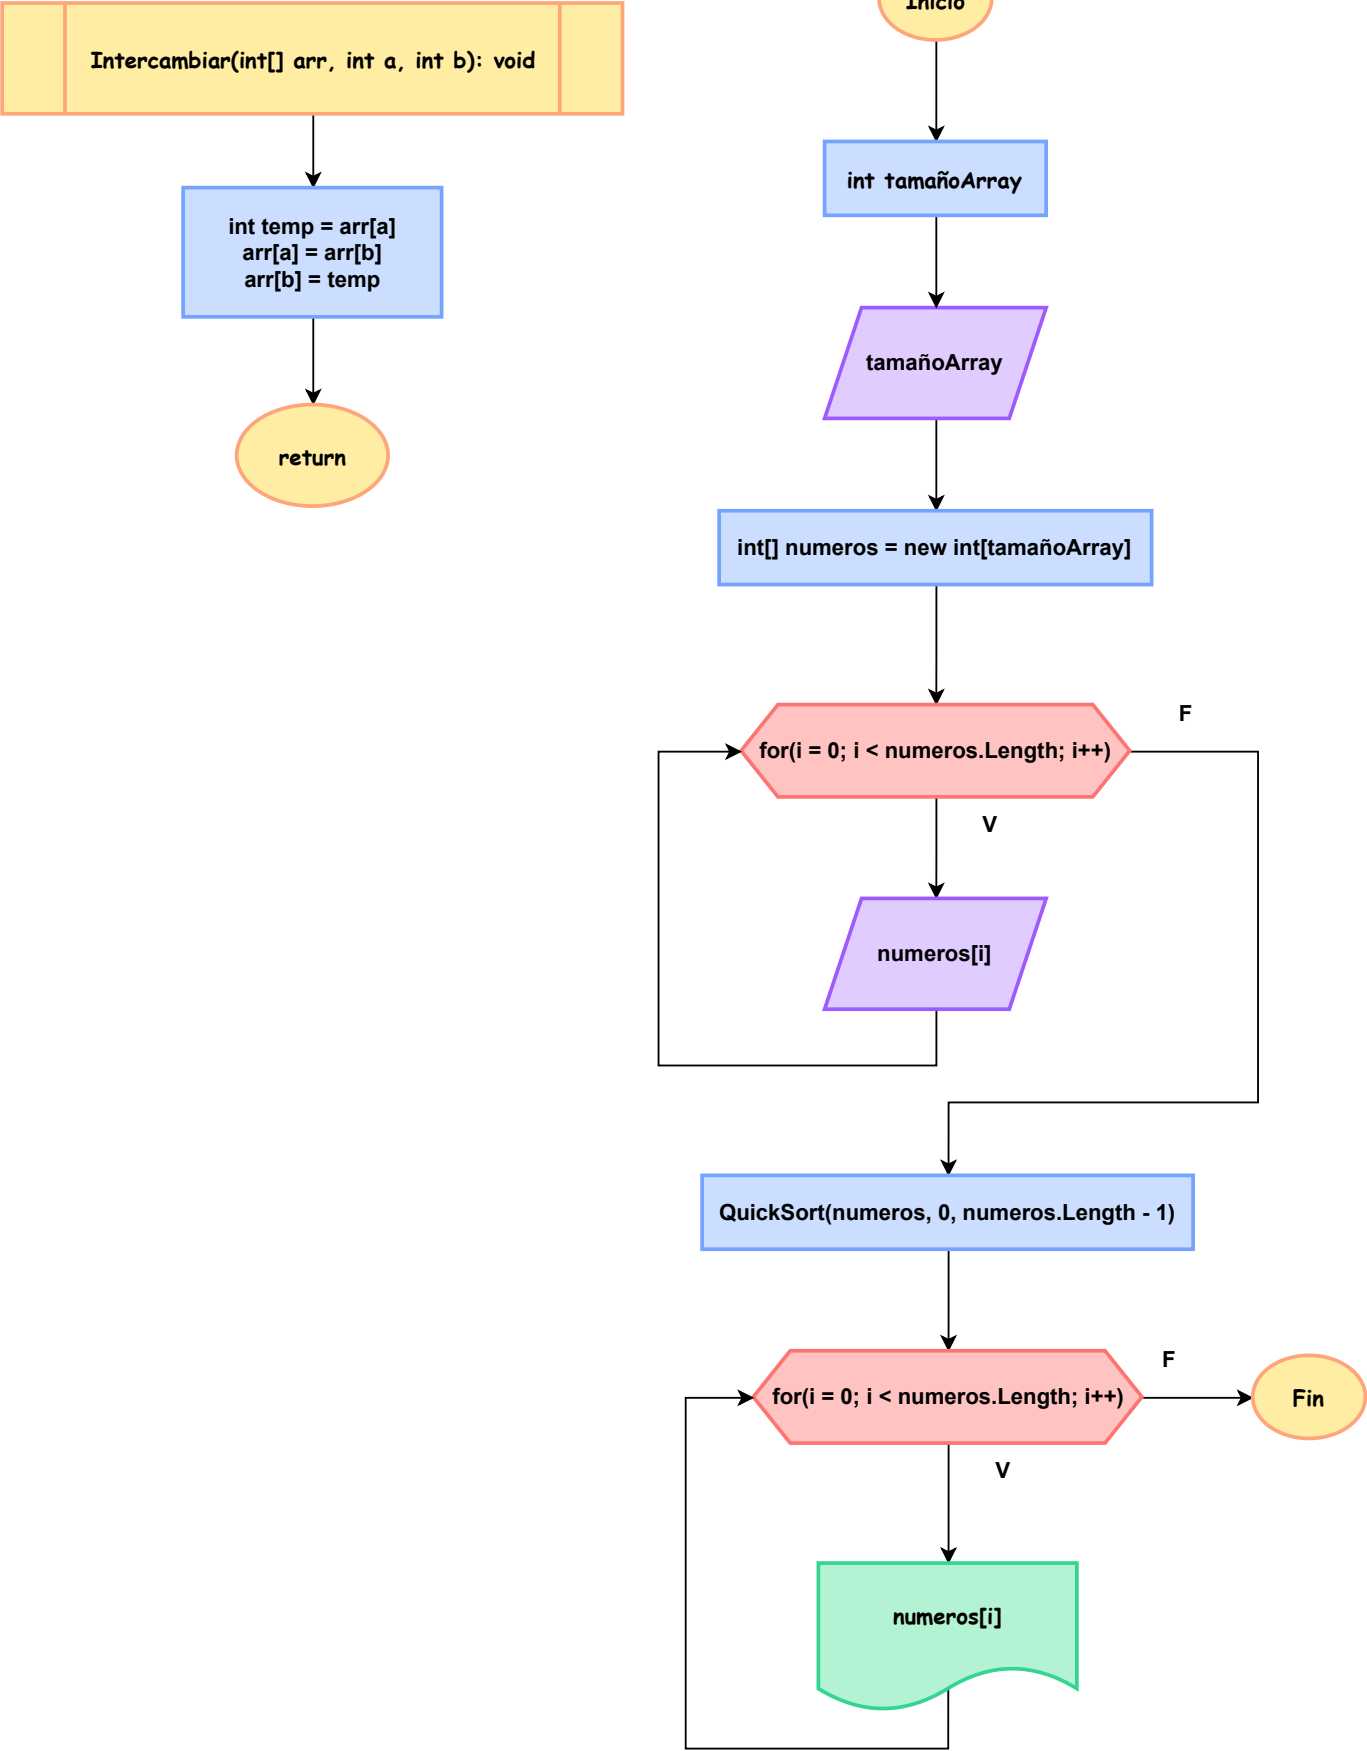 Intercambiar(int[] arr, int a, int b): void
int temp = arr[a]
arr[a] = arr[b]
arr[b] = temp
return
Inicio
int tamañoArray
tamañoArray
int[] numeros = new int[tamañoArray]
for(i = 0; i < numeros.Length; i++)
F
V
numeros[i]
QuickSort(numeros, 0, numeros.Length - 1)
for(i = 0; i < numeros.Length; i++)
F
Fin
V
numeros[i]